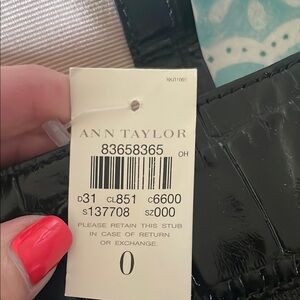 ANN TAYLOR
83658365
OH
D31 CL851 C6600
S137708 SZ000
PLEASE RETAIN THIS STUB
IN CASE OF RETURN
OR EXCHANGE.
0